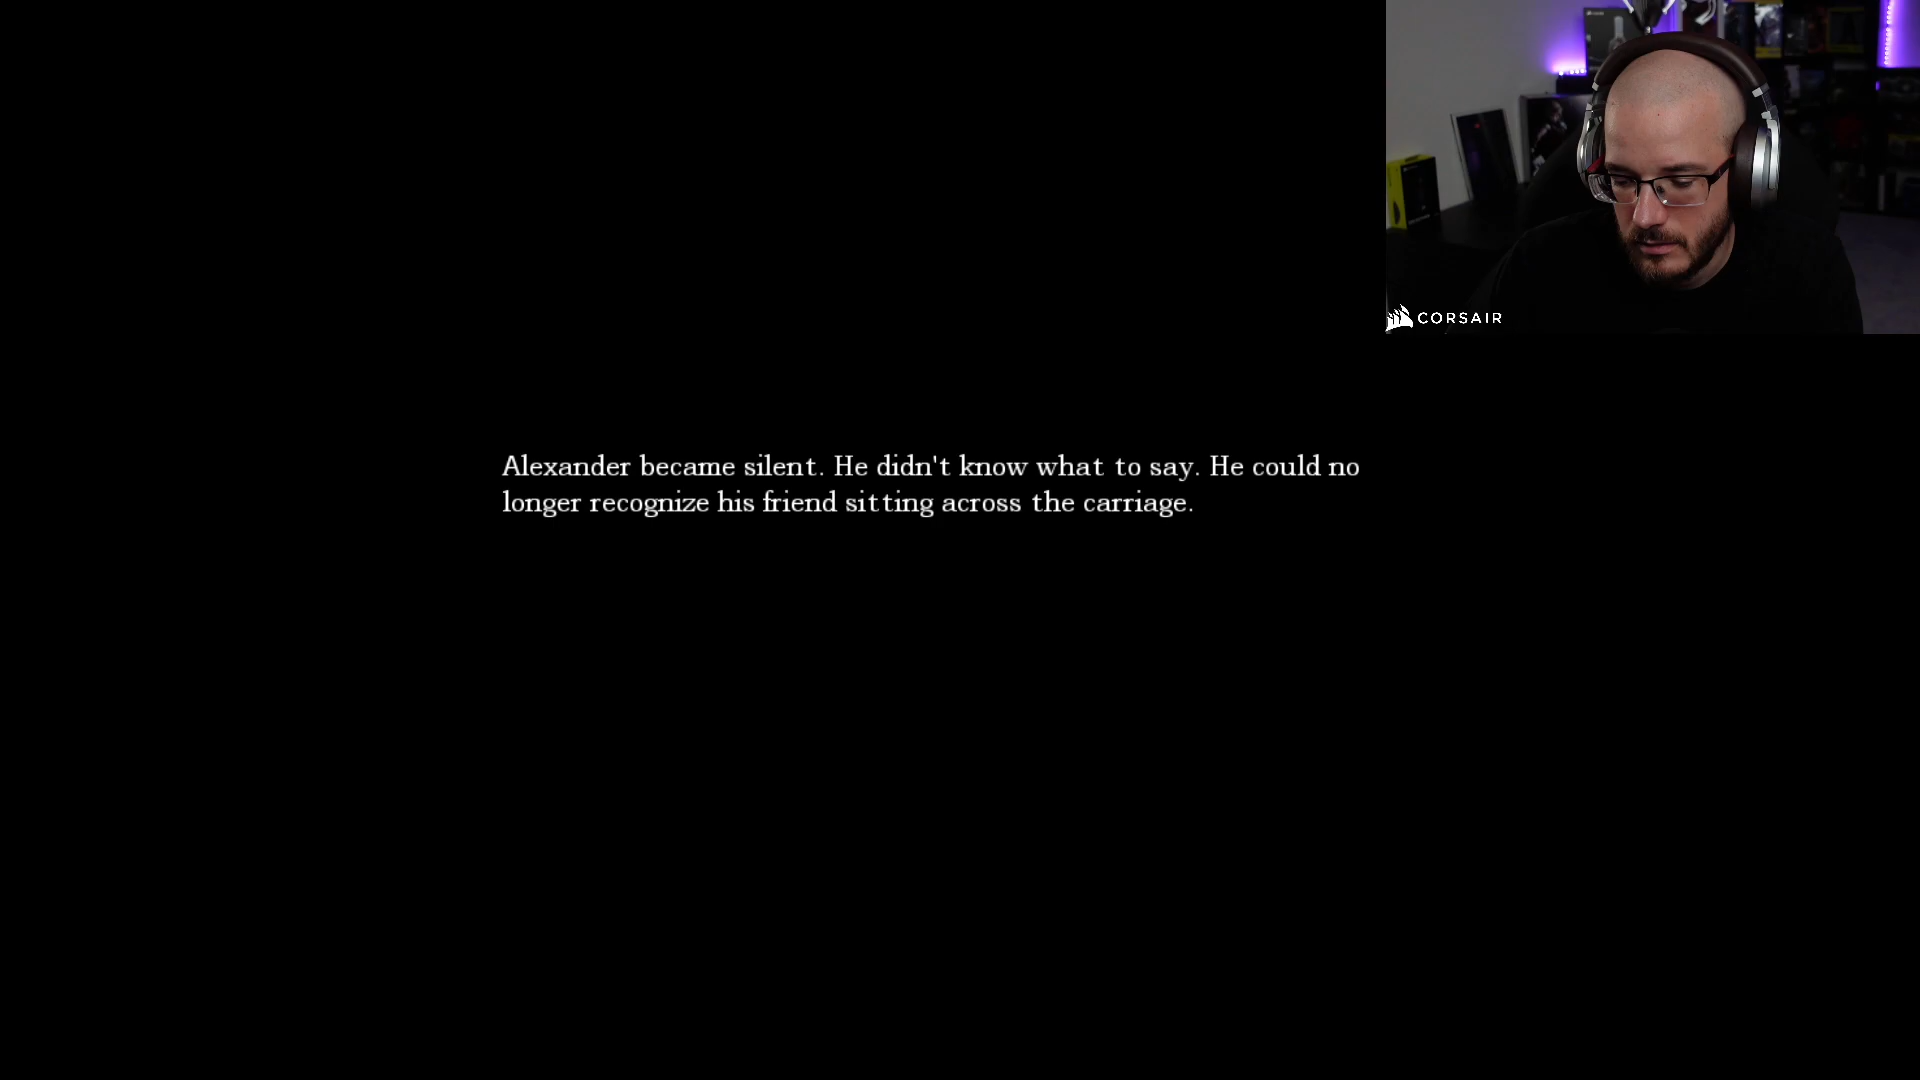 CORSAIR
Alexander became silent. He didn't know what to say. He could no
longer recognize his friend sitting across the carriage.